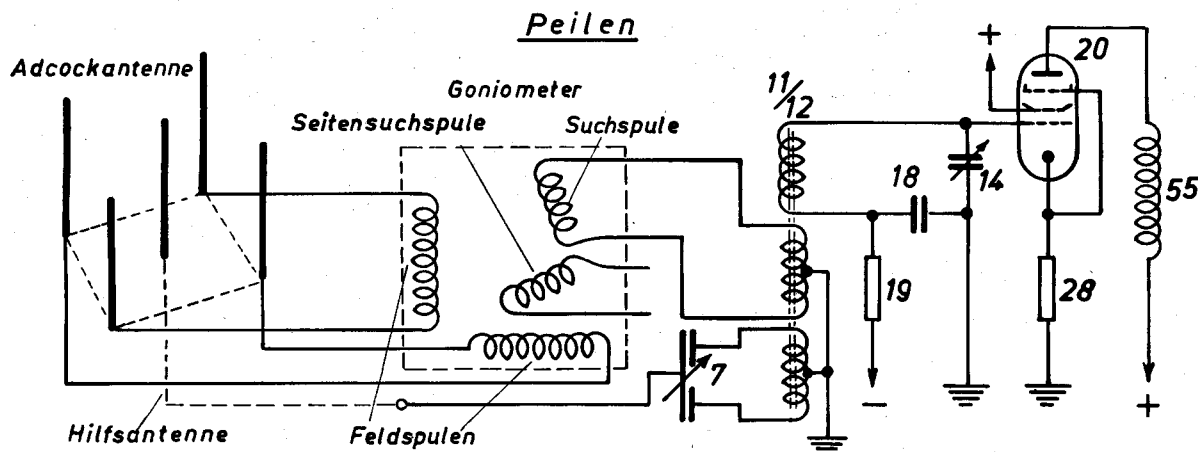 Peilen
Adcockantenne
Goniometer
Seitensuchspule
Suchspule
11/12
+
20
18
14
55
19
28
7
−
+
Hilfsantenne
Feldspulen